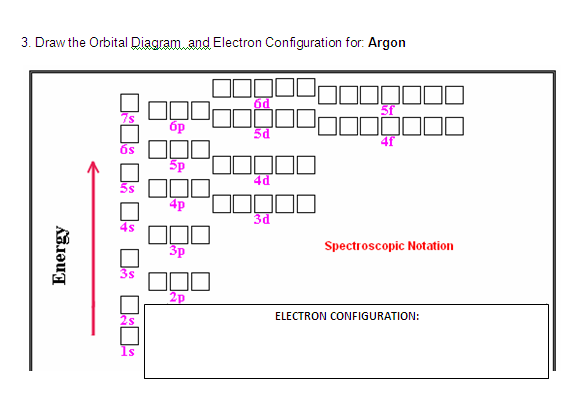 3. Draw the Orbital Diagram and Electron Configuration for: Argon
6d
5f
7s
6p
5d
4f
6s
5p
4d
5s
4p
3d
4s
3p
Spectroscopic Notation
Energy
3s
2p
2s
ELECTRON CONFIGURATION:
1s